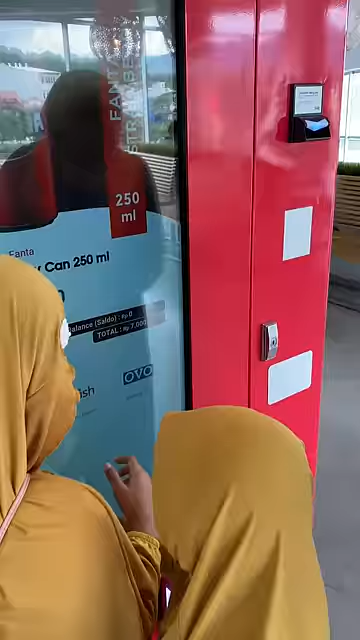 FANTA
STRAWBE
250
ml
Fanta
r Can 250 ml
Balance (Saldo) : Rp 0
TOTAL : Rp 7,000
sh
OVO